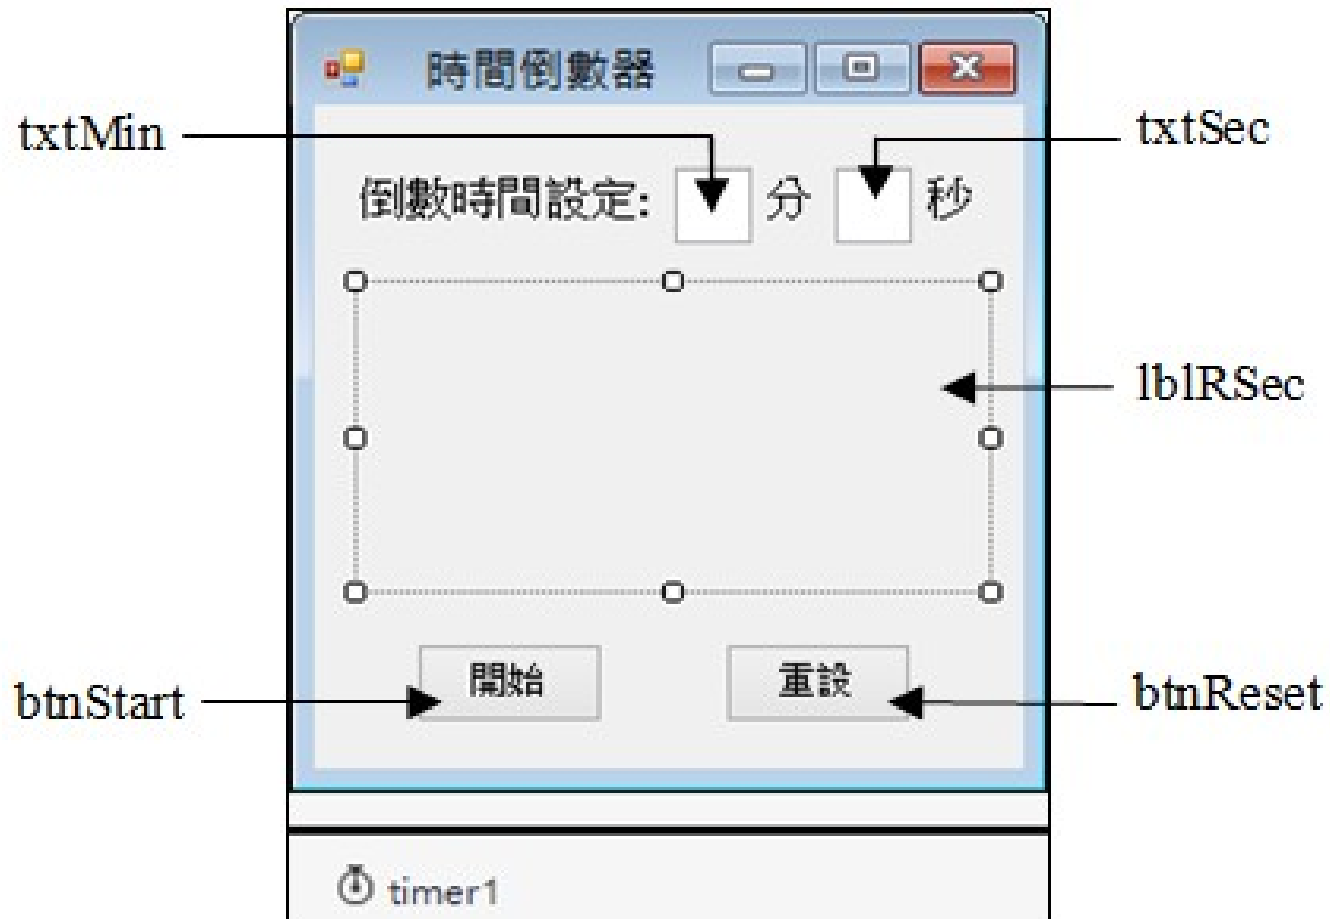 時間倒數器
txtMin
txtSec
倒數時間設定:
分
秒
lblRSec
btnStart
開始
重設
btnReset
timer1